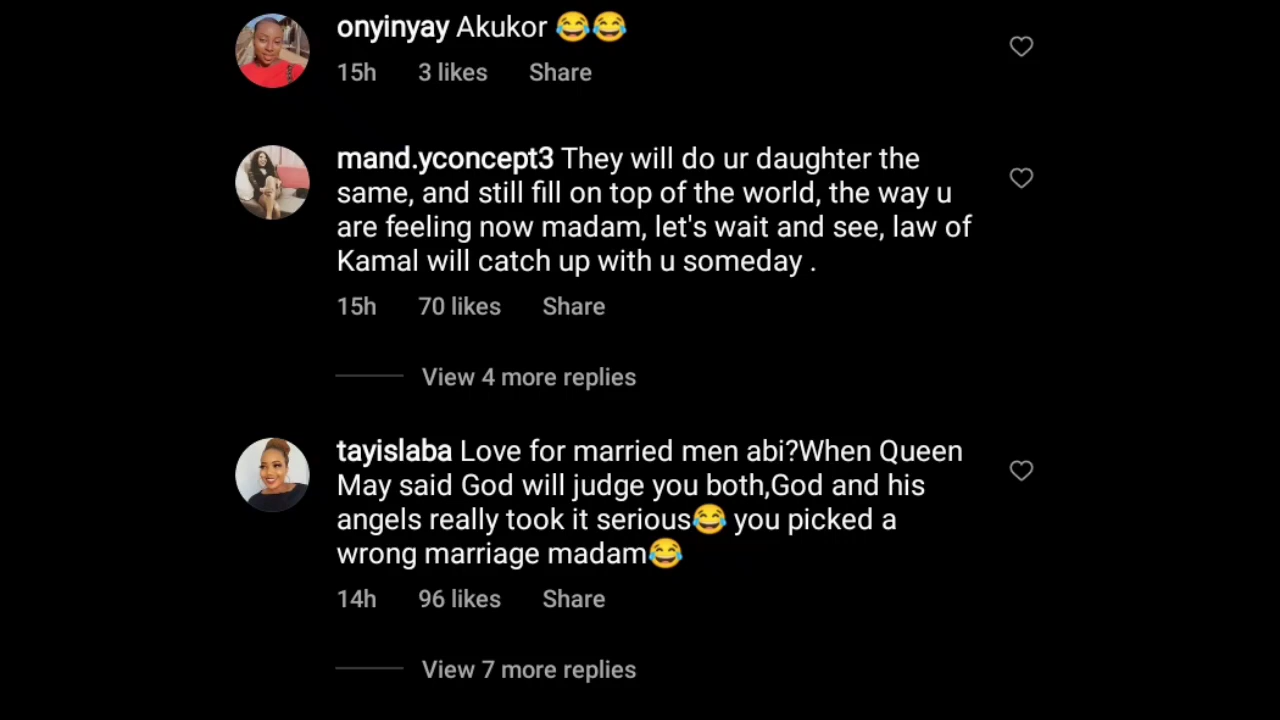 onyinyay Akukor 😂😂
15h 3 likes Share
mand.yconcept3 They will do ur daughter the
same, and still fill on top of the world, the way u
are feeling now madam, let's wait and see, law of
Kamal will catch up with u someday .
15h 70 likes Share
View 4 more replies
tayislaba Love for married men abi?When Queen
May said God will judge you both,God and his
angels really took it serious😂 you picked a
wrong marriage madam😂
14h 96 likes Share
View 7 more replies